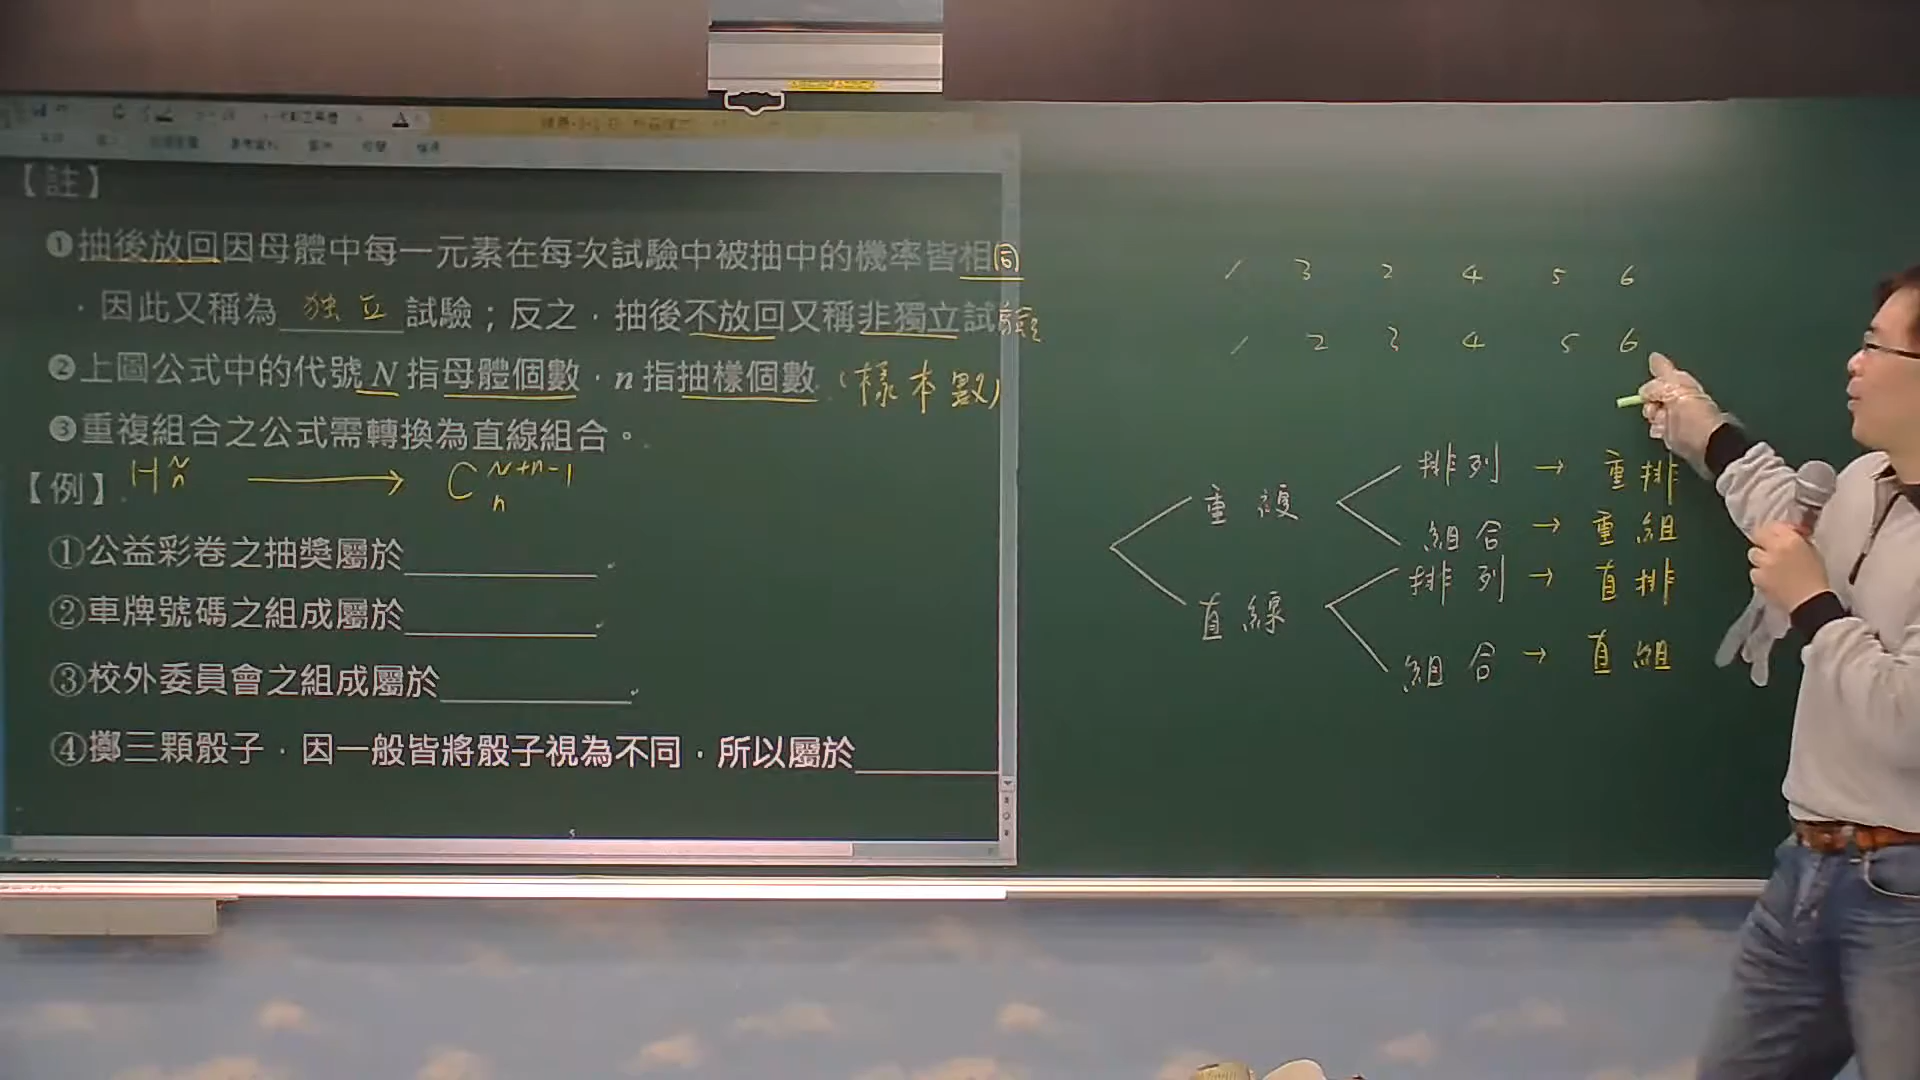 【註】
❶抽後放回因母體中每一元素在每次試驗中被抽中的機率皆相同
，因此又稱為 独立 試驗；反之，抽後不放回又稱非獨立試驗
❷上圖公式中的代號 N 指母體個數，n 指抽樣個數 (樣本數)
❸重複組合之公式需轉換為直線組合。
【例】 H N n → C N+n-1 n
①公益彩卷之抽獎屬於
②車牌號碼之組成屬於
③校外委員會之組成屬於
④擲三顆骰子，因一般皆將骰子視為不同，所以屬於
5
1 3 2 4 5 6
1 2 3 4 5 6
重複
排列 → 重排
組合 → 重組
直線
排列 → 直排
組合 → 直組